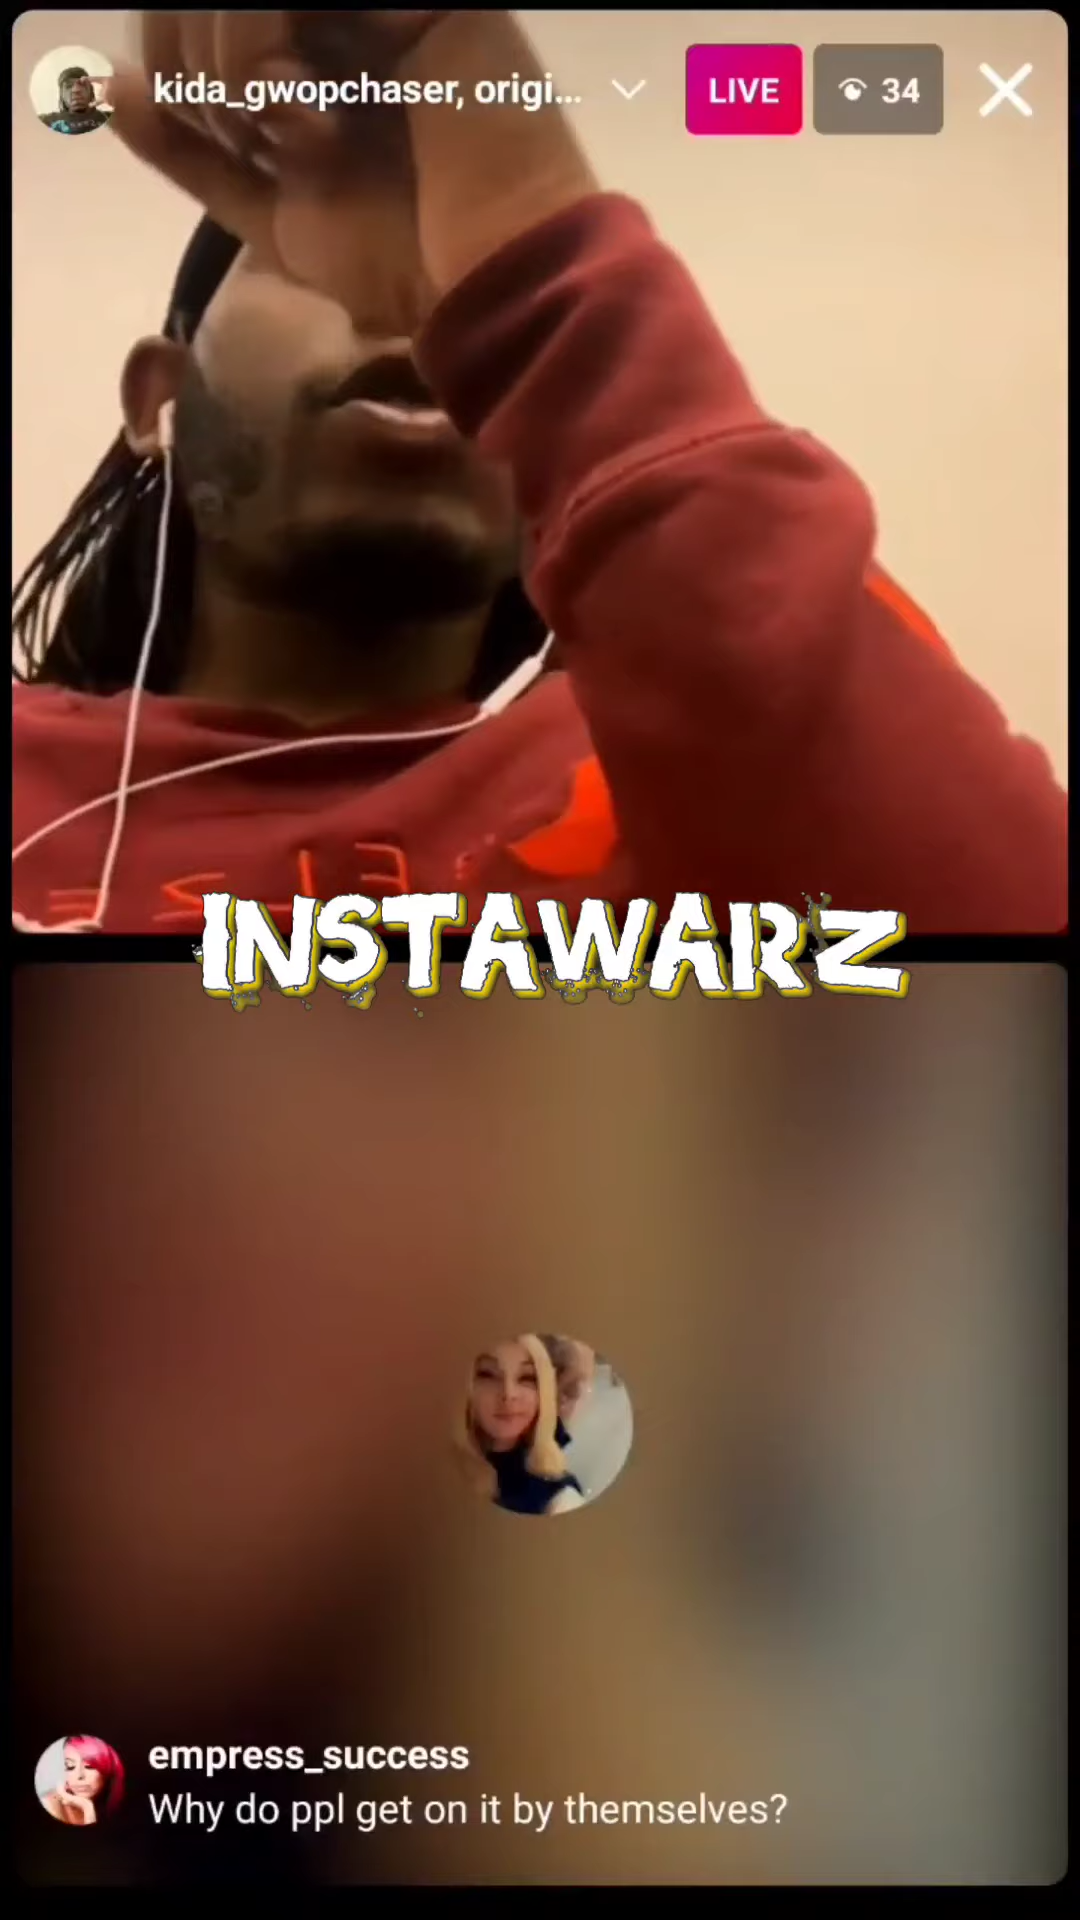 kida_gwopchaser, origi...
LIVE
34
INSTAWARZ
empress_success
Why do ppl get on it by themselves?